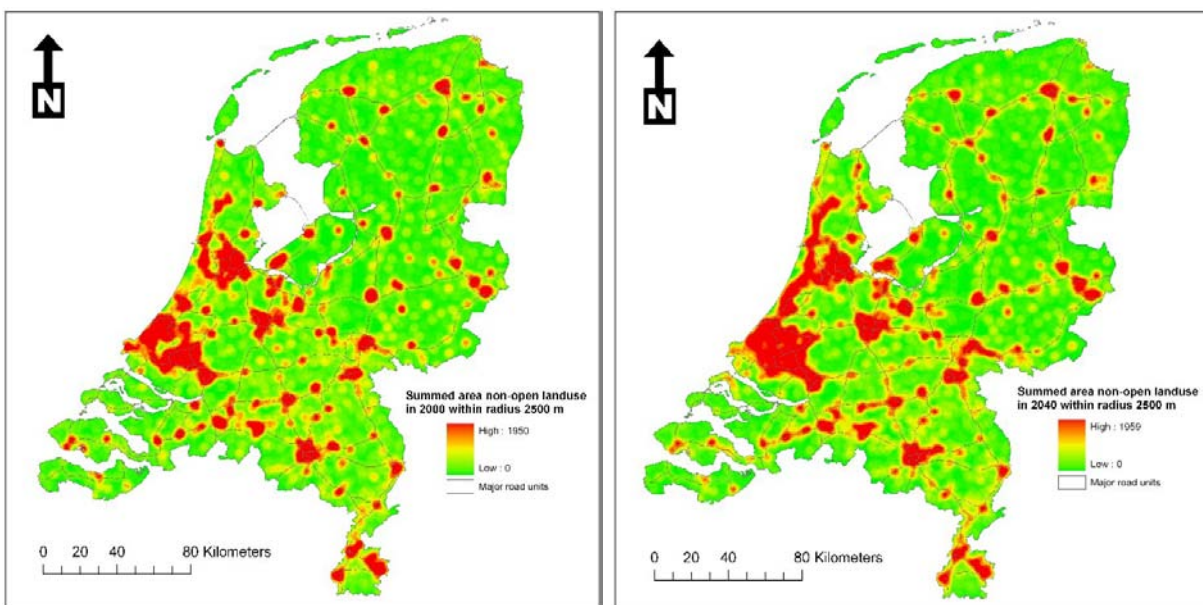 N
Summed area non-open landuse
in 2000 within radius 2500 m
High : 1950
Low : 0
Major road units
0 20 40 80 Kilometers
N
Summed area non-open landuse
in 2040 within radius 2500 m
High : 1959
Low : 0
Major road units
0 20 40 80 Kilometers